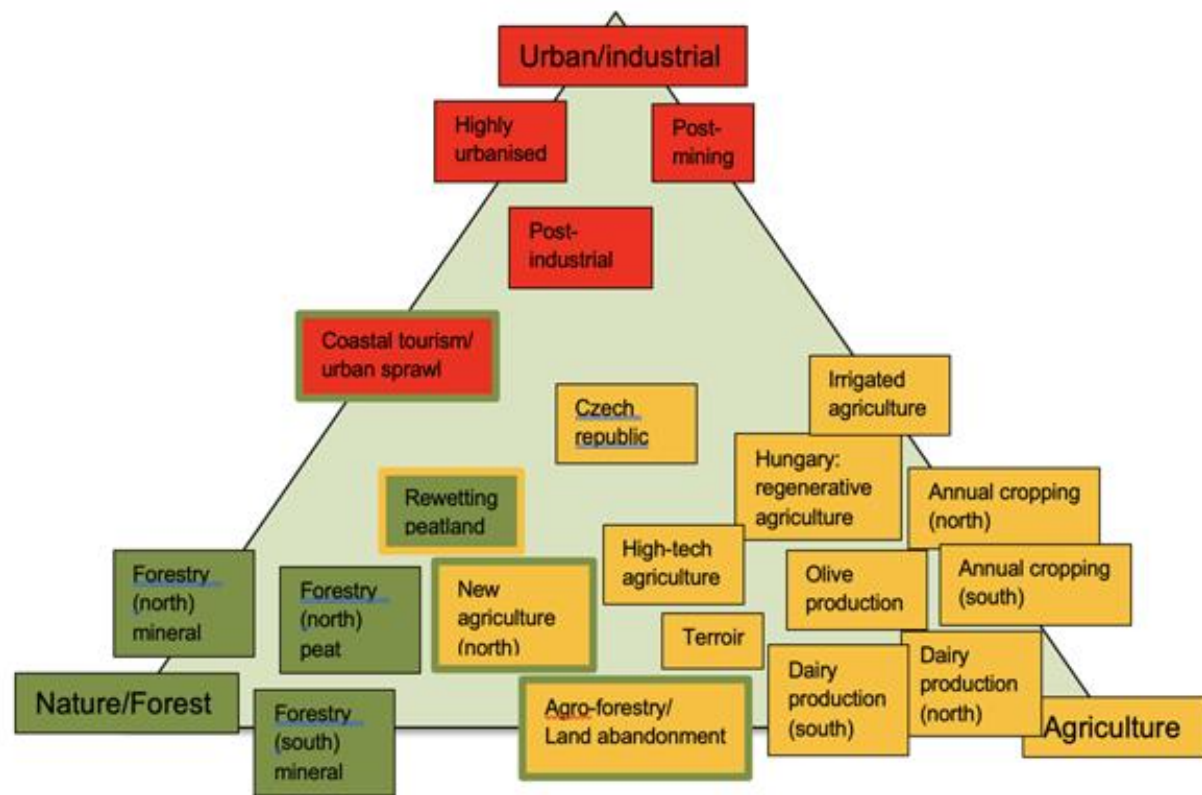 Urban/industrial
Highly
urbanised
Post-
mining
Post-
industrial
Coastal tourism/
urban sprawl
Irrigated
agriculture
Czech
republic
Hungary:
regenerative
agriculture
Annual cropping
(north)
Rewetting
peatland
High-tech
agriculture
Olive
production
Annual cropping
(south)
Forestry
(north)
mineral
Forestry
(north)
peat
New
agriculture
(north)
Terroir
Dairy
production
(south)
Dairy
production
(north)
Nature/Forest
Forestry
(south)
mineral
Agro-forestry/
Land abandonment
Agriculture